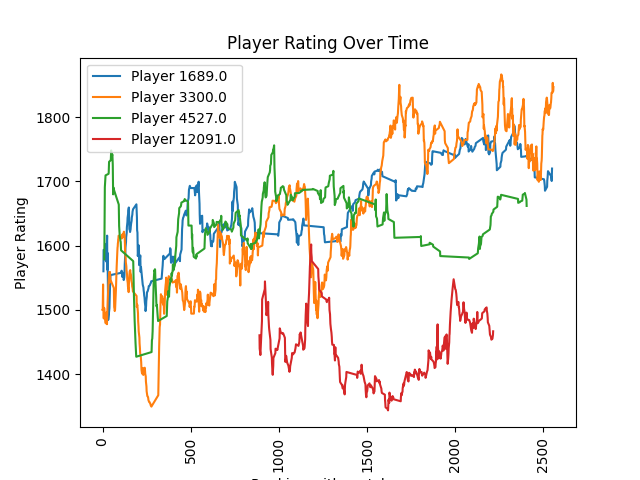 Player Rating Over Time
Player 1689.0
Player 3300.0
Player 4527.0
Player 12091.0
Player Rating
1800
1700
1600
1500
1400
0
500
1000
1500
2000
2500